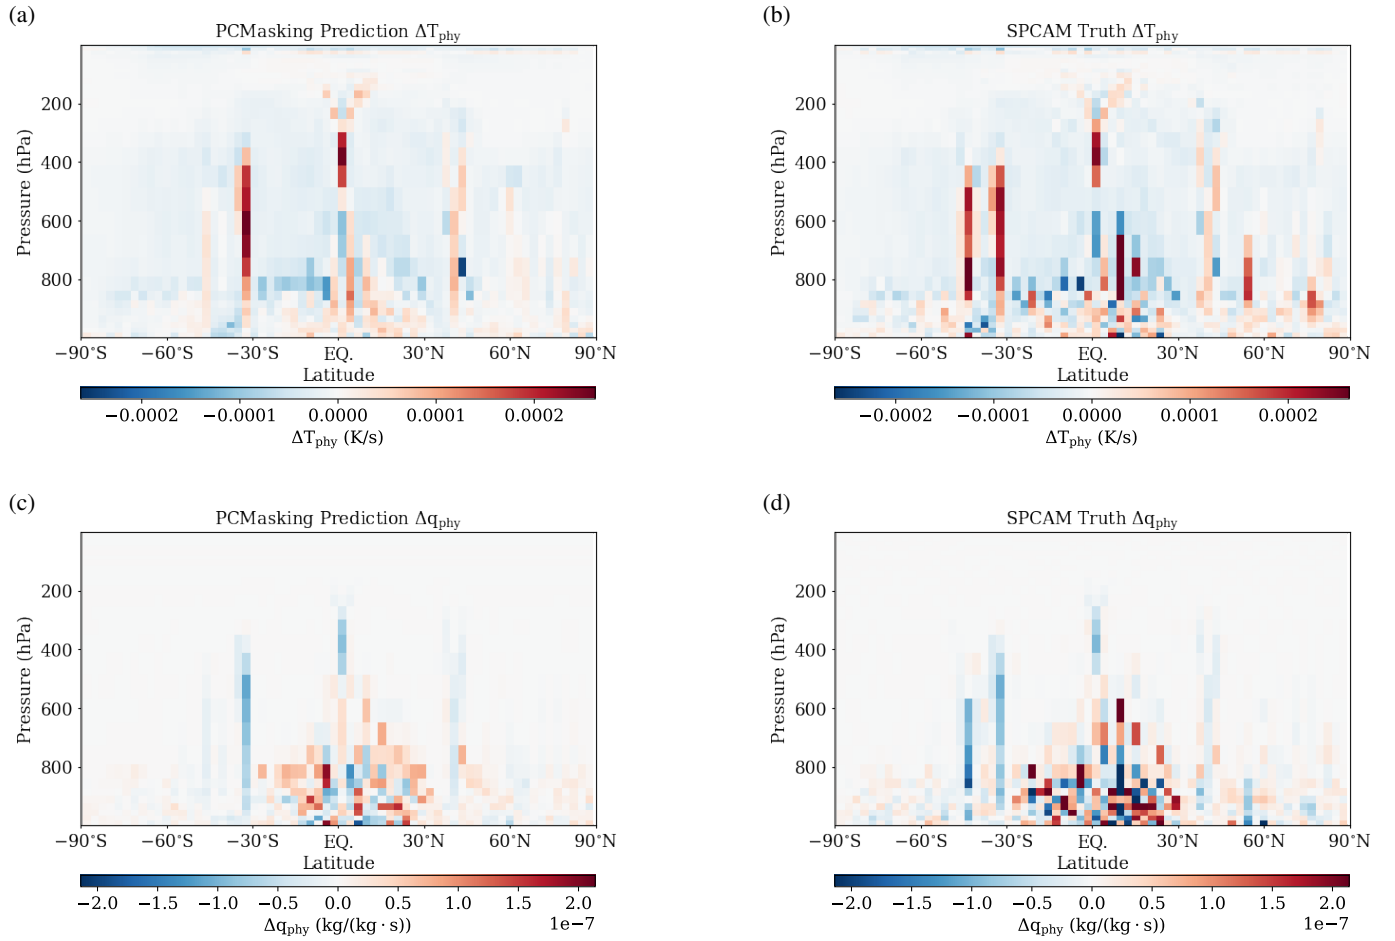 (a)
PCMasking Prediction ΔTphy
Pressure (hPa)
200
400
600
800
−90°S −60°S −30°S EQ. 30°N 60°N 90°N
Latitude
−0.0002 −0.0001 0.0000 0.0001 0.0002
ΔTphy (K/s)
(b)
SPCAM Truth ΔTphy
Pressure (hPa)
200
400
600
800
−90°S −60°S −30°S EQ. 30°N 60°N 90°N
Latitude
−0.0002 −0.0001 0.0000 0.0001 0.0002
ΔTphy (K/s)
(c)
PCMasking Prediction Δqphy
Pressure (hPa)
200
400
600
800
−90°S −60°S −30°S EQ. 30°N 60°N 90°N
Latitude
−2.0 −1.5 −1.0 −0.5 0.0 0.5 1.0 1.5 2.0
Δqphy (kg/(kg · s)) 1e−7
(d)
SPCAM Truth Δqphy
Pressure (hPa)
200
400
600
800
−90°S −60°S −30°S EQ. 30°N 60°N 90°N
Latitude
−2.0 −1.5 −1.0 −0.5 0.0 0.5 1.0 1.5 2.0
Δqphy (kg/(kg · s)) 1e−7